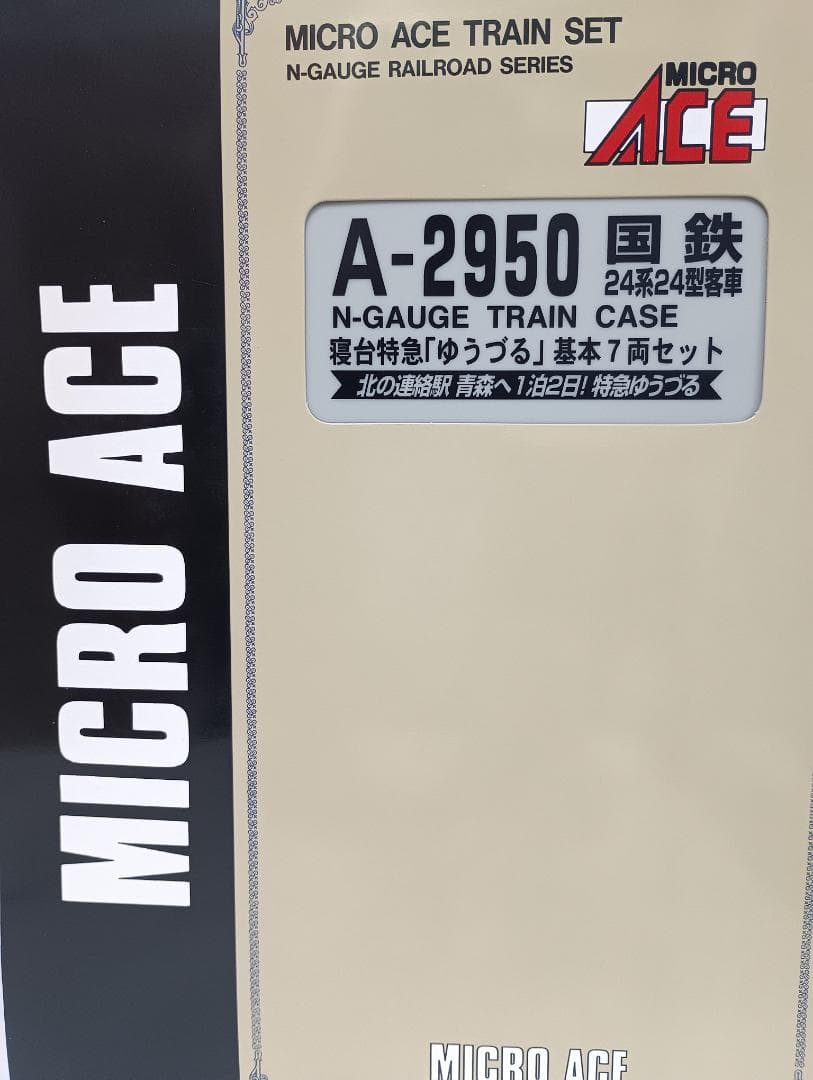 MICRO ACE TRAIN SET
N-GAUGE RAILROAD SERIES
MICRO
ACE
A-2950 国鉄
24系24型客車
N-GAUGE TRAIN CASE
寝台特急「ゆうづる」基本7両セット
北の連絡駅 青森へ1泊2日! 特急ゆうづる
MICRO ACE
MICRO ACE